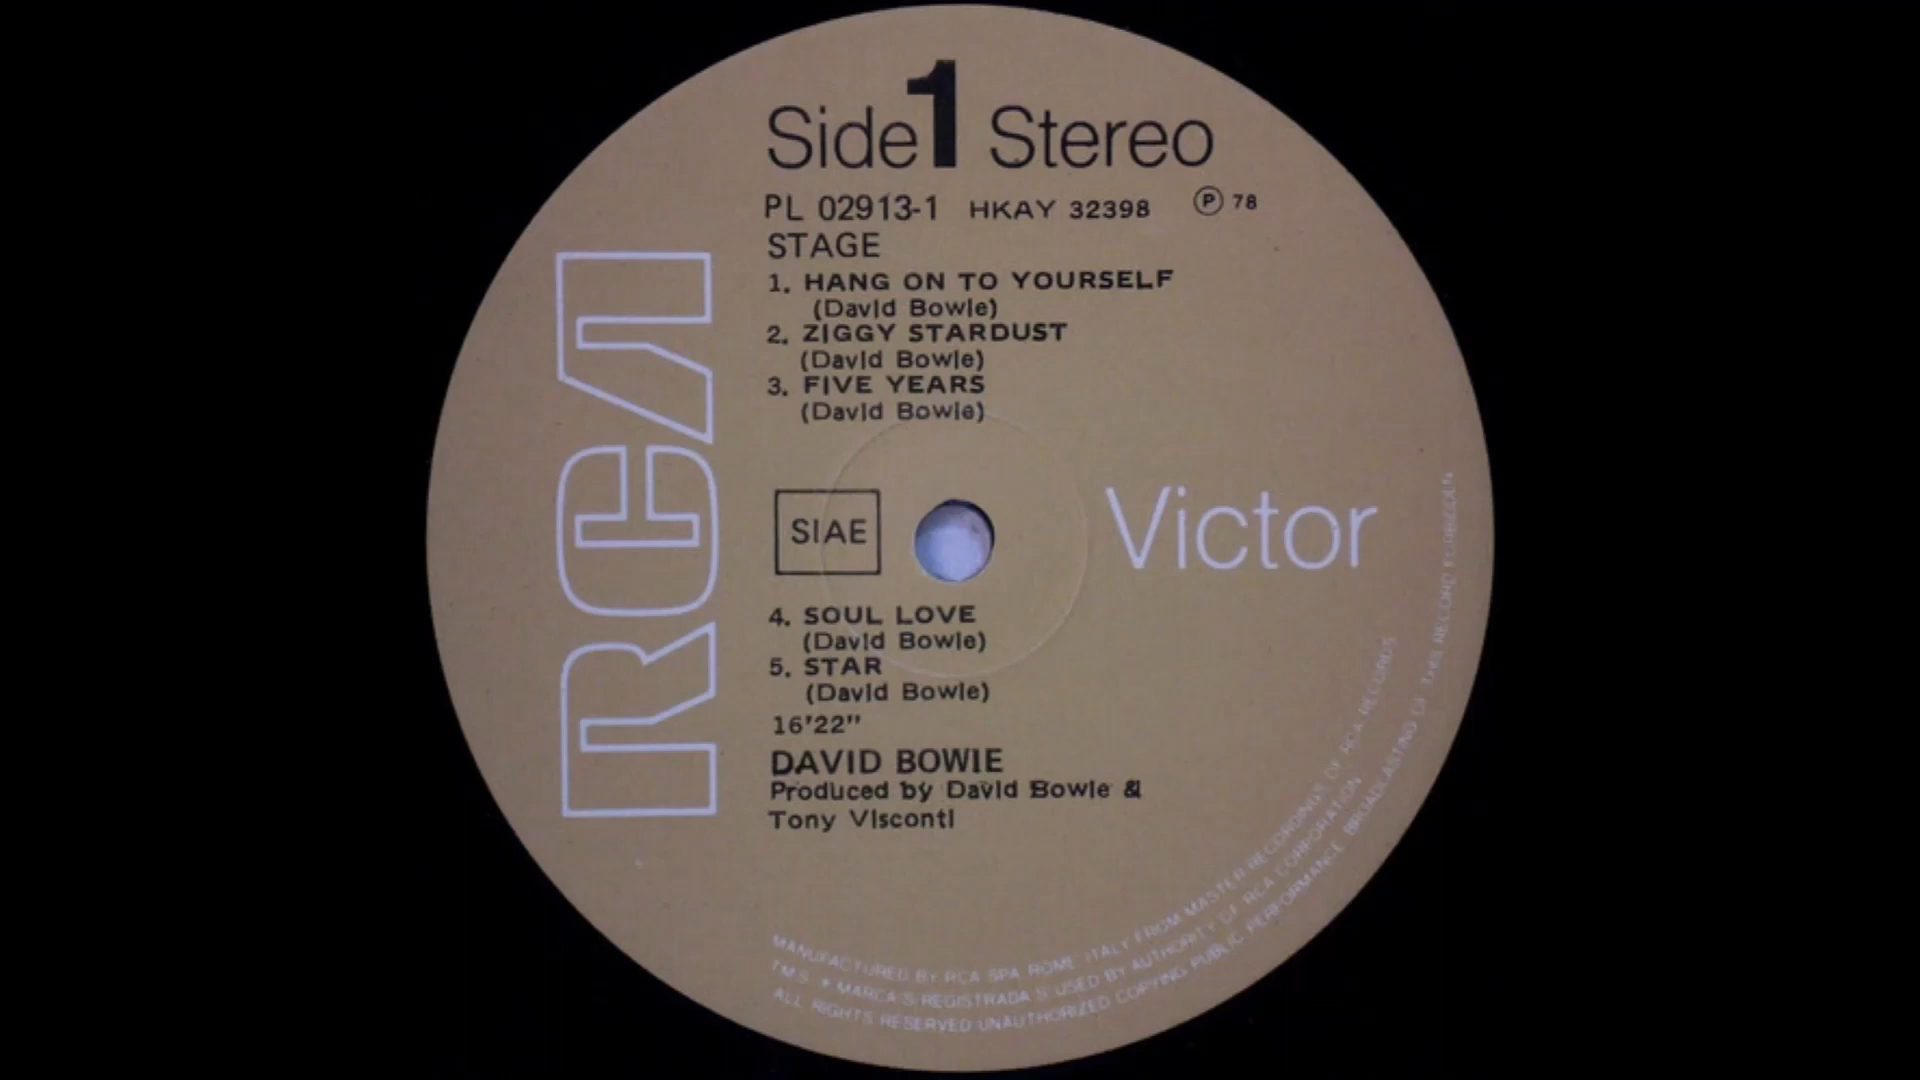 Side 1 Stereo
PL 02913-1 HKAY 32398 Ⓟ 78
STAGE
1. HANG ON TO YOURSELF
(David Bowie)
2. ZIGGY STARDUST
(David Bowie)
3. FIVE YEARS
(David Bowie)
RCA
SIAE
Victor
4. SOUL LOVE
(David Bowie)
5. STAR
(David Bowie)
16'22"
DAVID BOWIE
Produced by David Bowie &
Tony Visconti
MANUFACTURED BY RCA SPA ROME ITALY FROM MASTER RECORDINGS OF RCA RECORDS
TM.S. + MARCA S REGISTRADA S USED BY AUTHORITY OF RCA CORPORATION
ALL RIGHTS RESERVED UNAUTHORIZED COPYING PUBLIC PERFORMANCE BROADCASTING OF THIS RECORD FORBIDDEN